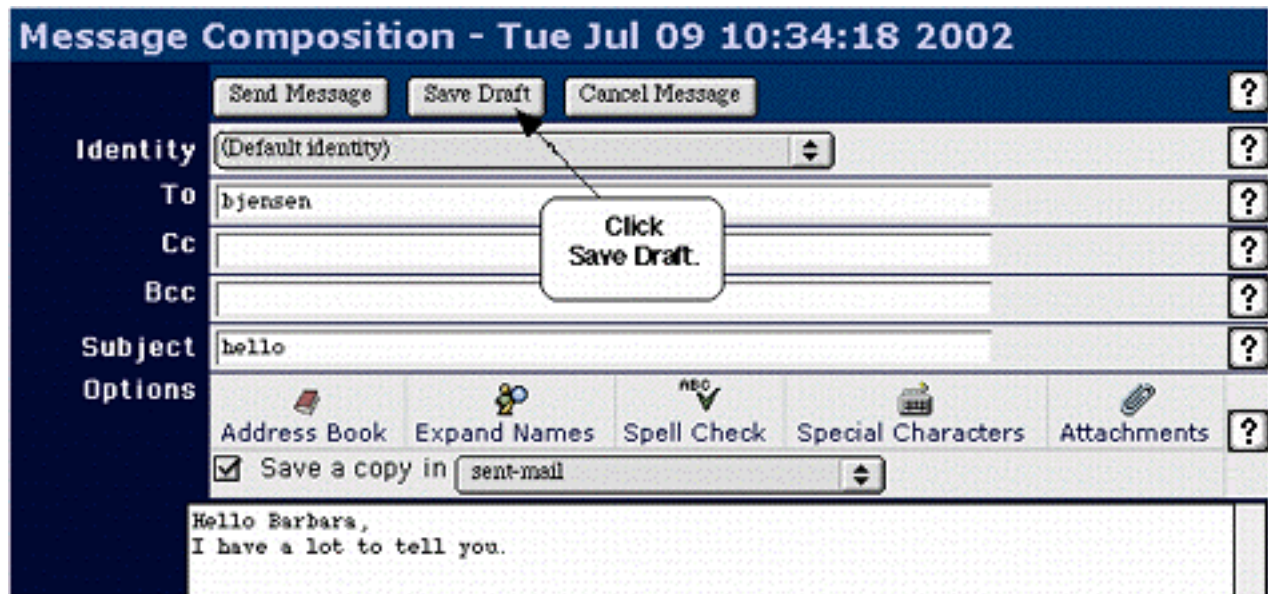 Message Composition - Tue Jul 09 10:34:18 2002
Send Message Save Draft Cancel Message ?
Identity (Default identity) ?
To bjensen ?
Click
Save Draft.
Cc ?
Bcc ?
Subject hello ?
Options
ABC
Address Book Expand Names Spell Check Special Characters Attachments ?
Save a copy in sent-mail
Hello Barbara,
I have a lot to tell you.